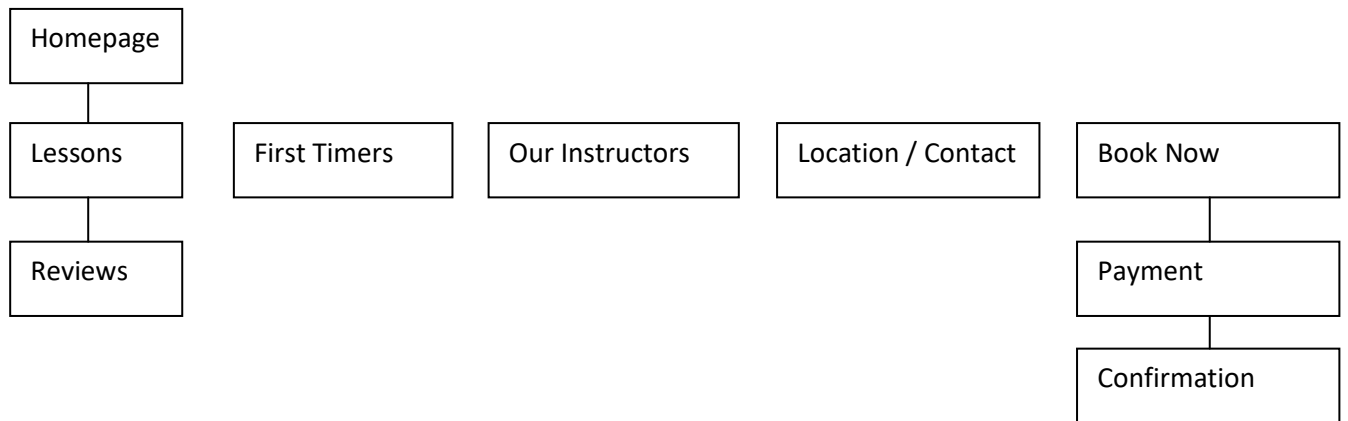 Homepage
Lessons
First Timers
Our Instructors
Location / Contact
Book Now
Reviews
Payment
Confirmation